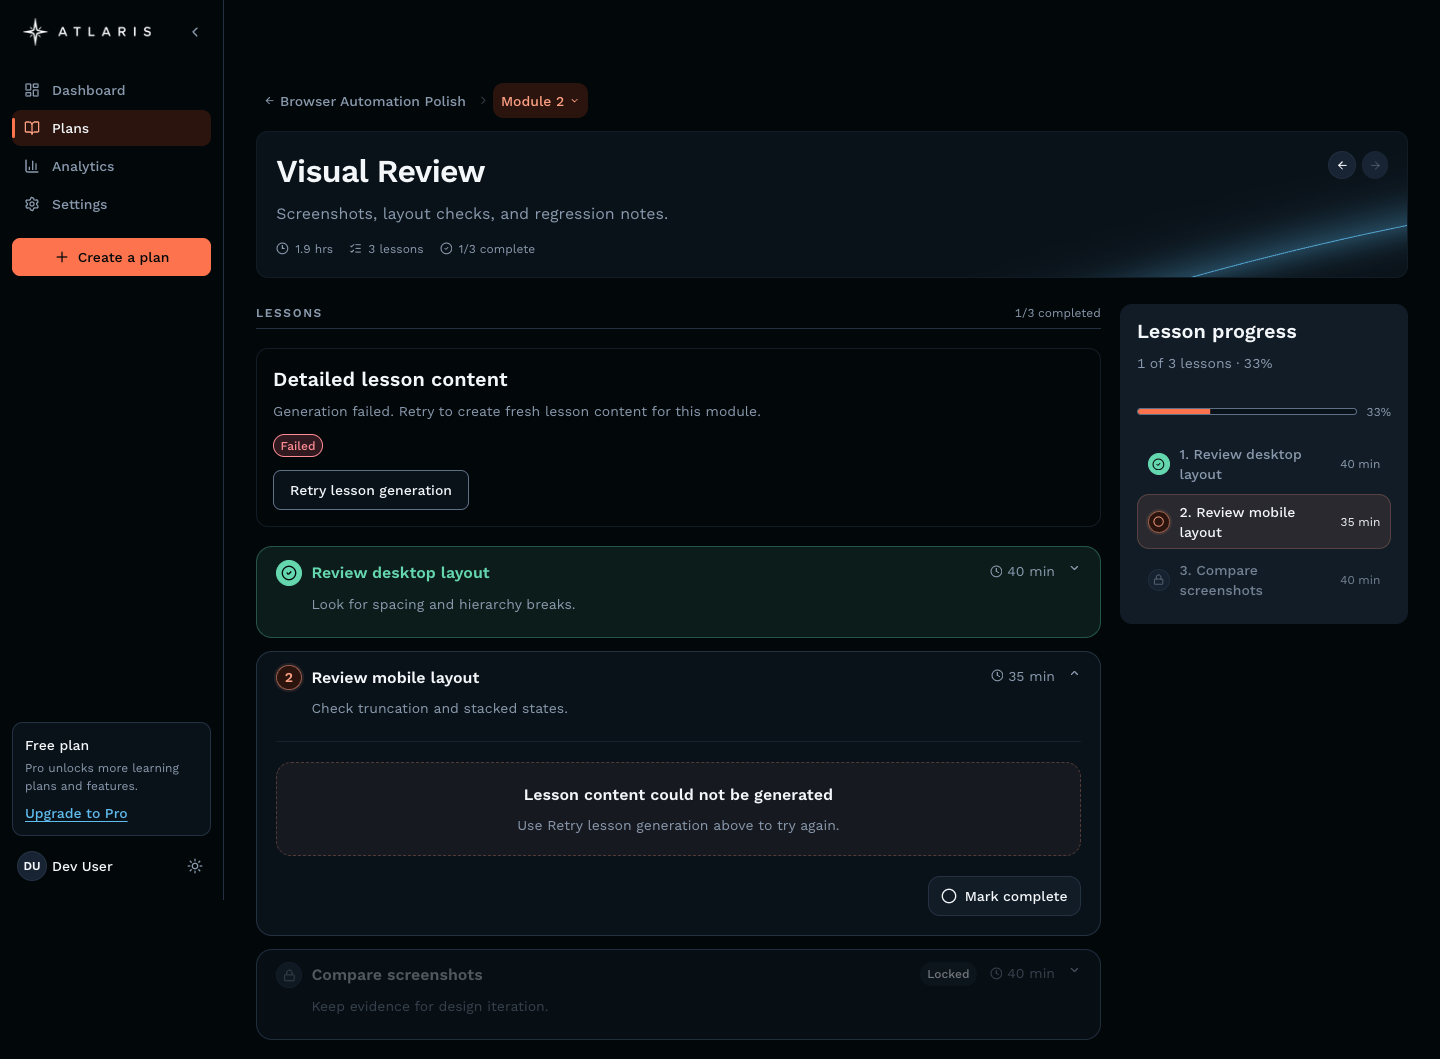 ATLARIS
Dashboard
Plans
Analytics
Settings
Create a plan
Free plan
Pro unlocks more learning
plans and features.
Upgrade to Pro
DU Dev User
Browser Automation Polish
Module 2
Visual Review
Screenshots, layout checks, and regression notes.
1.9 hrs 3 lessons 1/3 complete
LESSONS 1/3 completed
Detailed lesson content
Generation failed. Retry to create fresh lesson content for this module.
Failed
Retry lesson generation
Review desktop layout 40 min
Look for spacing and hierarchy breaks.
2 Review mobile layout 35 min
Check truncation and stacked states.
Lesson content could not be generated
Use Retry lesson generation above to try again.
Mark complete
Compare screenshots Locked 40 min
Keep evidence for design iteration.
Lesson progress
1 of 3 lessons · 33%
33%
1. Review desktop
layout
40 min
2. Review mobile
layout
35 min
3. Compare
screenshots
40 min